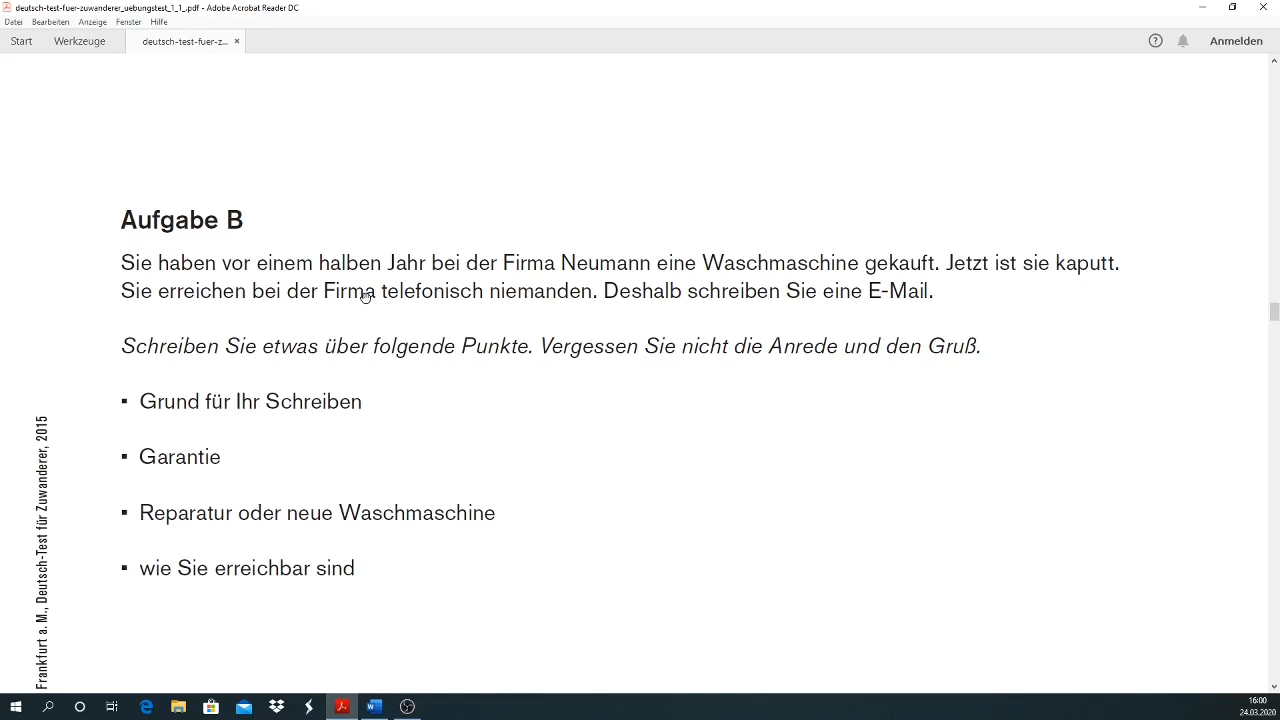 deutsch-test-fuer-zuwanderer_uebungstest_1_1_.pdf - Adobe Acrobat Reader DC
Datei Bearbeiten Anzeige Fenster Hilfe
Start Werkzeuge deutsch-test-fuer-z... × Anmelden
Aufgabe B
Sie haben vor einem halben Jahr bei der Firma Neumann eine Waschmaschine gekauft. Jetzt ist sie kaputt.
Sie erreichen bei der Firma telefonisch niemanden. Deshalb schreiben Sie eine E-Mail.
Schreiben Sie etwas über folgende Punkte. Vergessen Sie nicht die Anrede und den Gruß.
▪ Grund für Ihr Schreiben
▪ Garantie
▪ Reparatur oder neue Waschmaschine
▪ wie Sie erreichbar sind
Frankfurt a. M., Deutsch-Test für Zuwanderer, 2015
16:00
24.03.2020